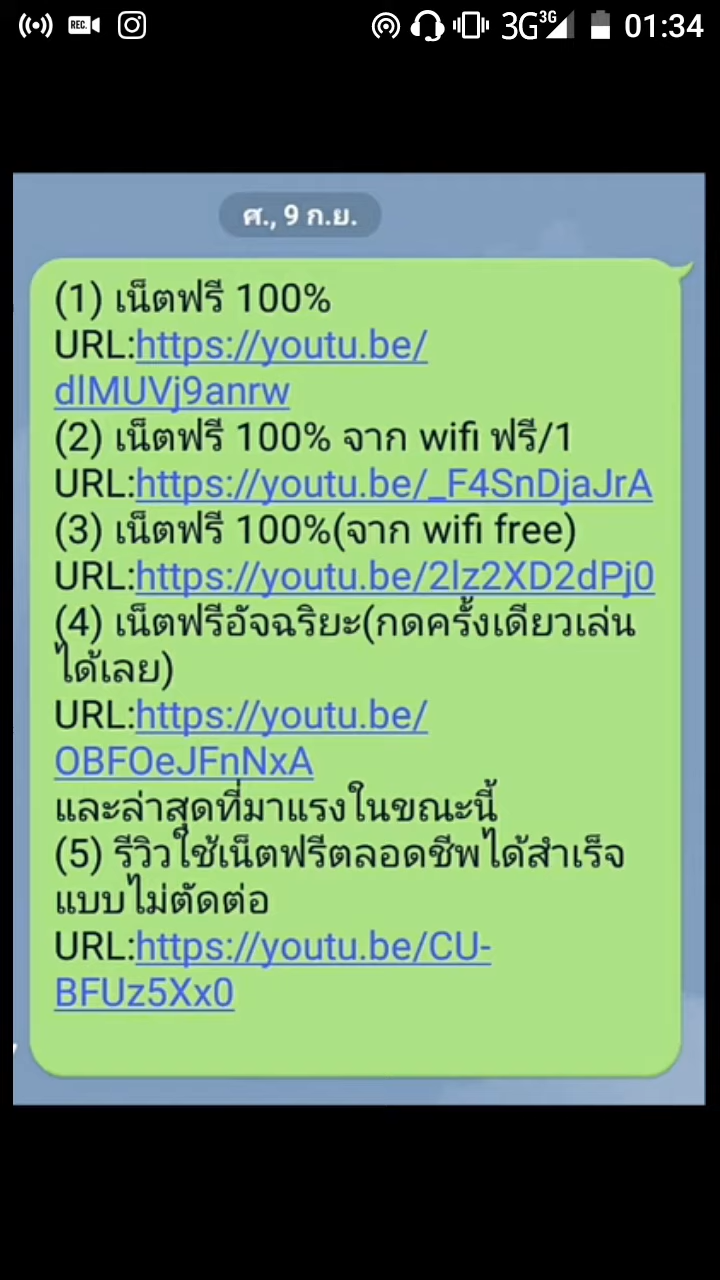 REC.
3G 3G 01:34
ศ., 9 ก.ย.
(1) เน็ตฟรี 100%
URL:https://youtu.be/
dlMUVj9anrw
(2) เน็ตฟรี 100% จาก wifi ฟรี/1
URL:https://youtu.be/_F4SnDjaJrA
(3) เน็ตฟรี 100%(จาก wifi free)
URL:https://youtu.be/2lz2XD2dPj0
(4) เน็ตฟรีอัจฉริยะ(กดครั้งเดียวเล่น
ได้เลย)
URL:https://youtu.be/
OBFOeJFnNxA
และล่าสุดที่มาแรงในขณะนี้
(5) รีวิวใช้เน็ตฟรีตลอดชีพได้สำเร็จ
แบบไม่ตัดต่อ
URL:https://youtu.be/CU-
BFUz5Xx0